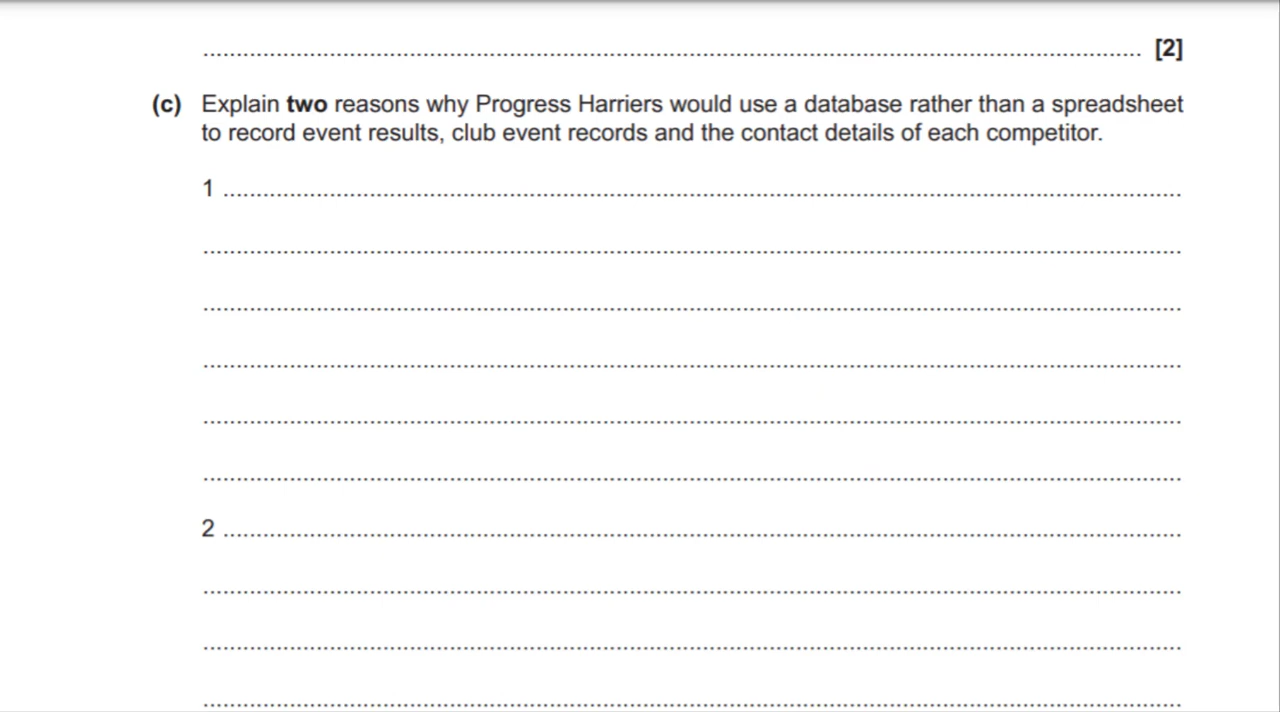 [2]
(c) Explain two reasons why Progress Harriers would use a database rather than a spreadsheet
to record event results, club event records and the contact details of each competitor.
1
2